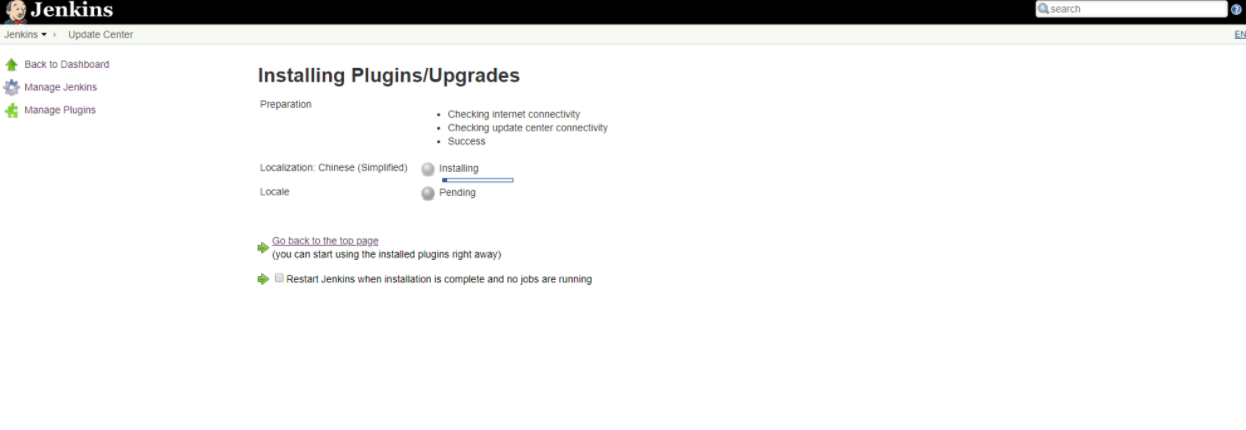 Jenkins
search
?
Jenkins
Update Center
EN
Back to Dashboard
Manage Jenkins
Manage Plugins
Installing Plugins/Upgrades
Preparation
Checking internet connectivity
Checking update center connectivity
Success
Localization: Chinese (Simplified) Installing
Locale Pending
Go back to the top page
(you can start using the installed plugins right away)
Restart Jenkins when installation is complete and no jobs are running